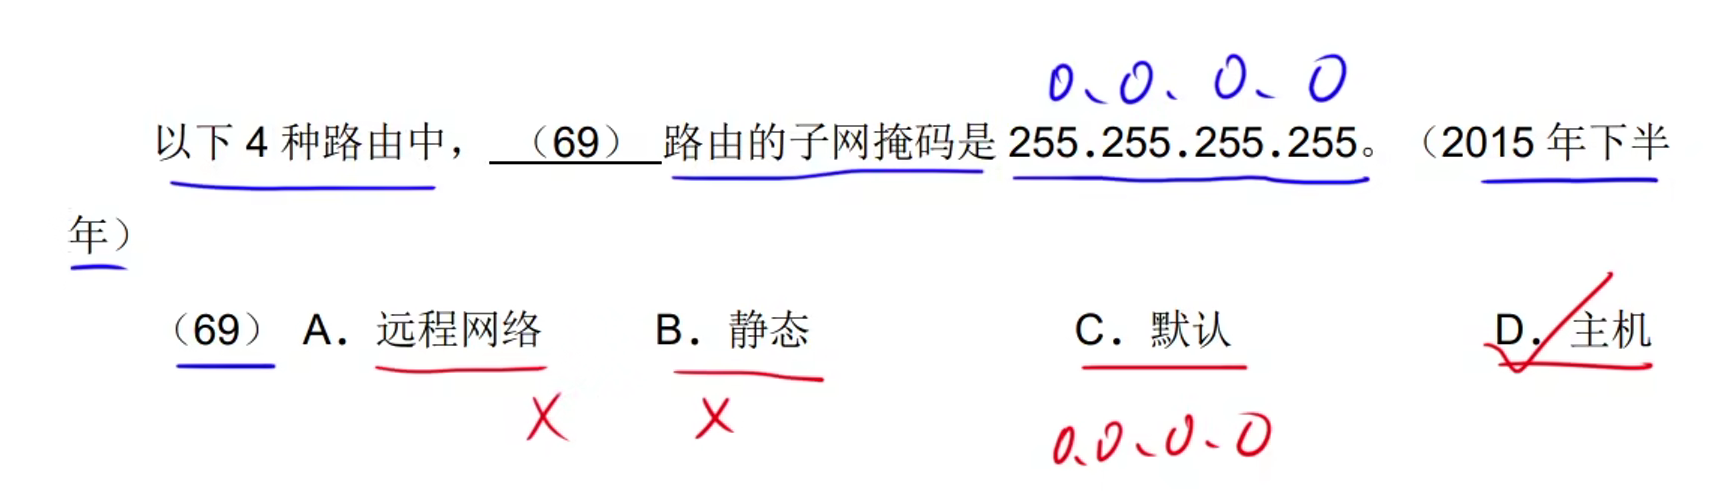 0、0、0、0
以下 4 种路由中，（69）路由的子网掩码是 255.255.255.255。（2015 年下半
年）
（69） A. 远程网络 B. 静态 C. 默认 D. 主机
X X 0、0、0、0